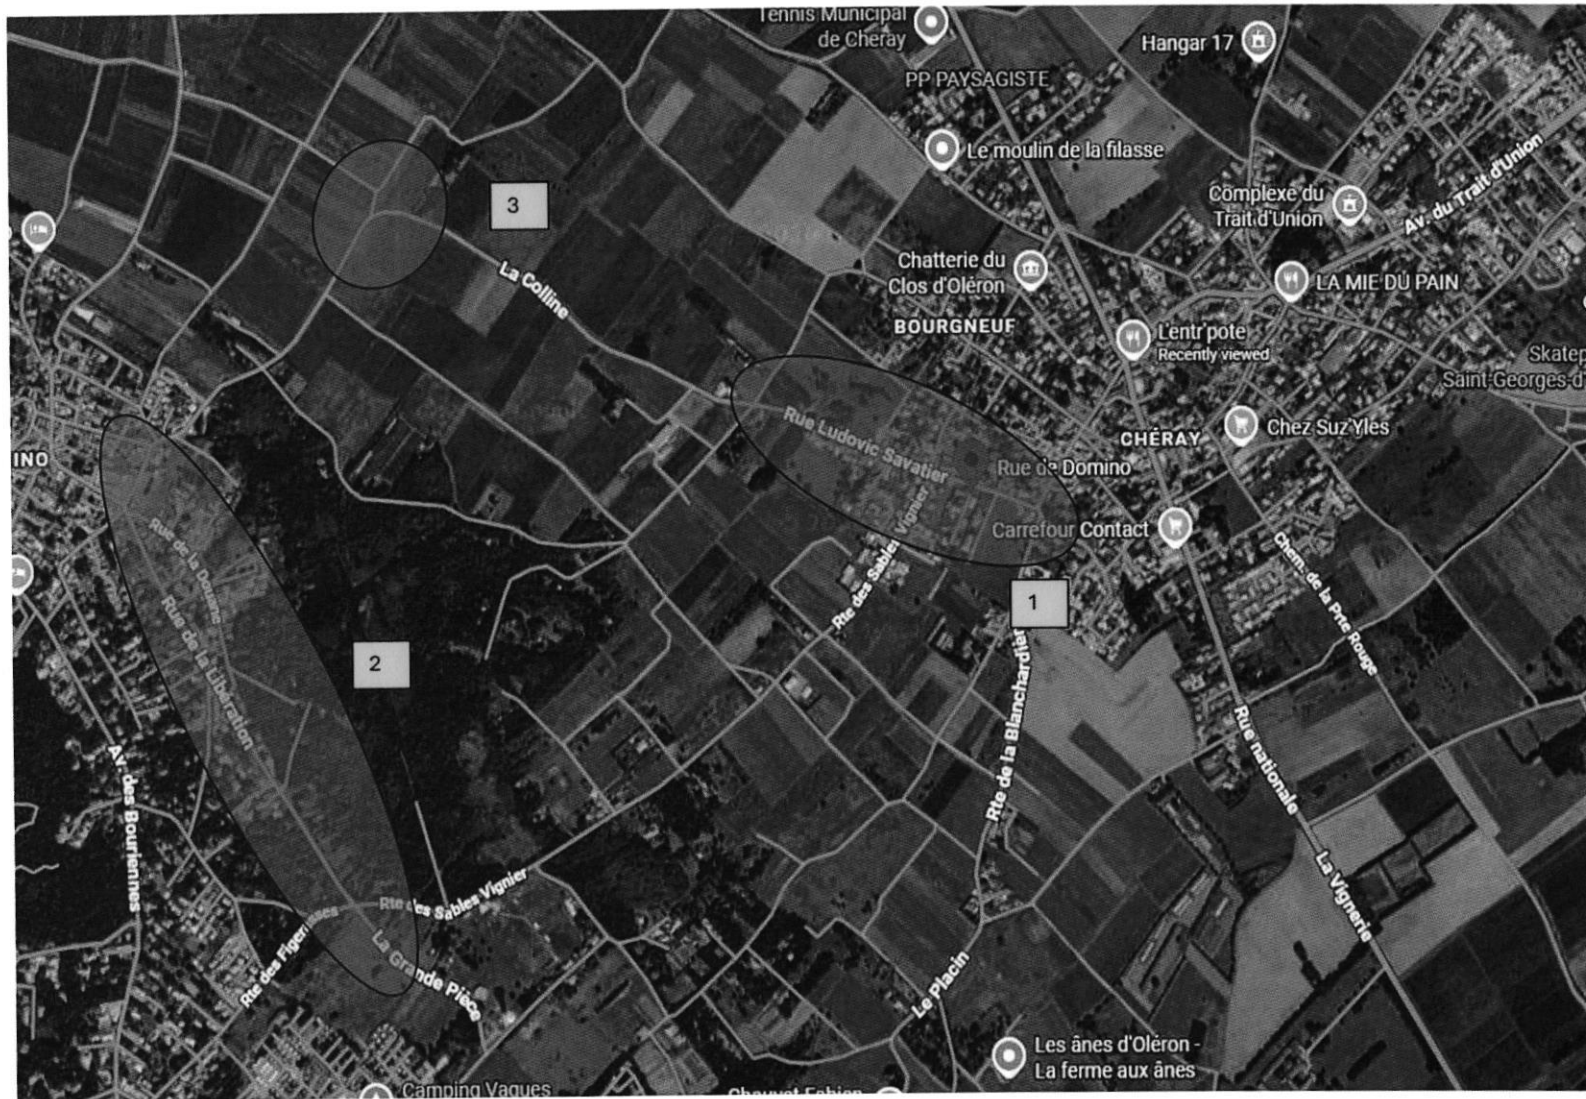 Tennis Municipal
de Cheray
Hangar 17
PP PAYSAGISTE
Le moulin de la filasse
Complexe du
Trait d'Union
Av. du Trait d'Union
3
La Colline
Chatterie du
Clos d'Oléron
LA MIE DU PAIN
BOURGNEUF
L'entr'pote
Recently viewed
Skatep
Saint-Georges-d'
Rue Ludovic Savatier
CHÉRAY
Chez Suz'Yles
INO
Rue de Domino
Carrefour Contact
Rue de la Douane
Rte des Sables Vignier
Chem. de la Prte Rouge
1
Rue de la Libération
2
Rte de la Blanchardière
Av. des Bouriennes
Rue nationale
La Vignerie
Rte des Sables Vignier
Rte des Figerasses
La Grande Pièce
Le Placin
Les ânes d'Oléron -
La ferme aux ânes
Camping Vagues
Chauvet Fabien